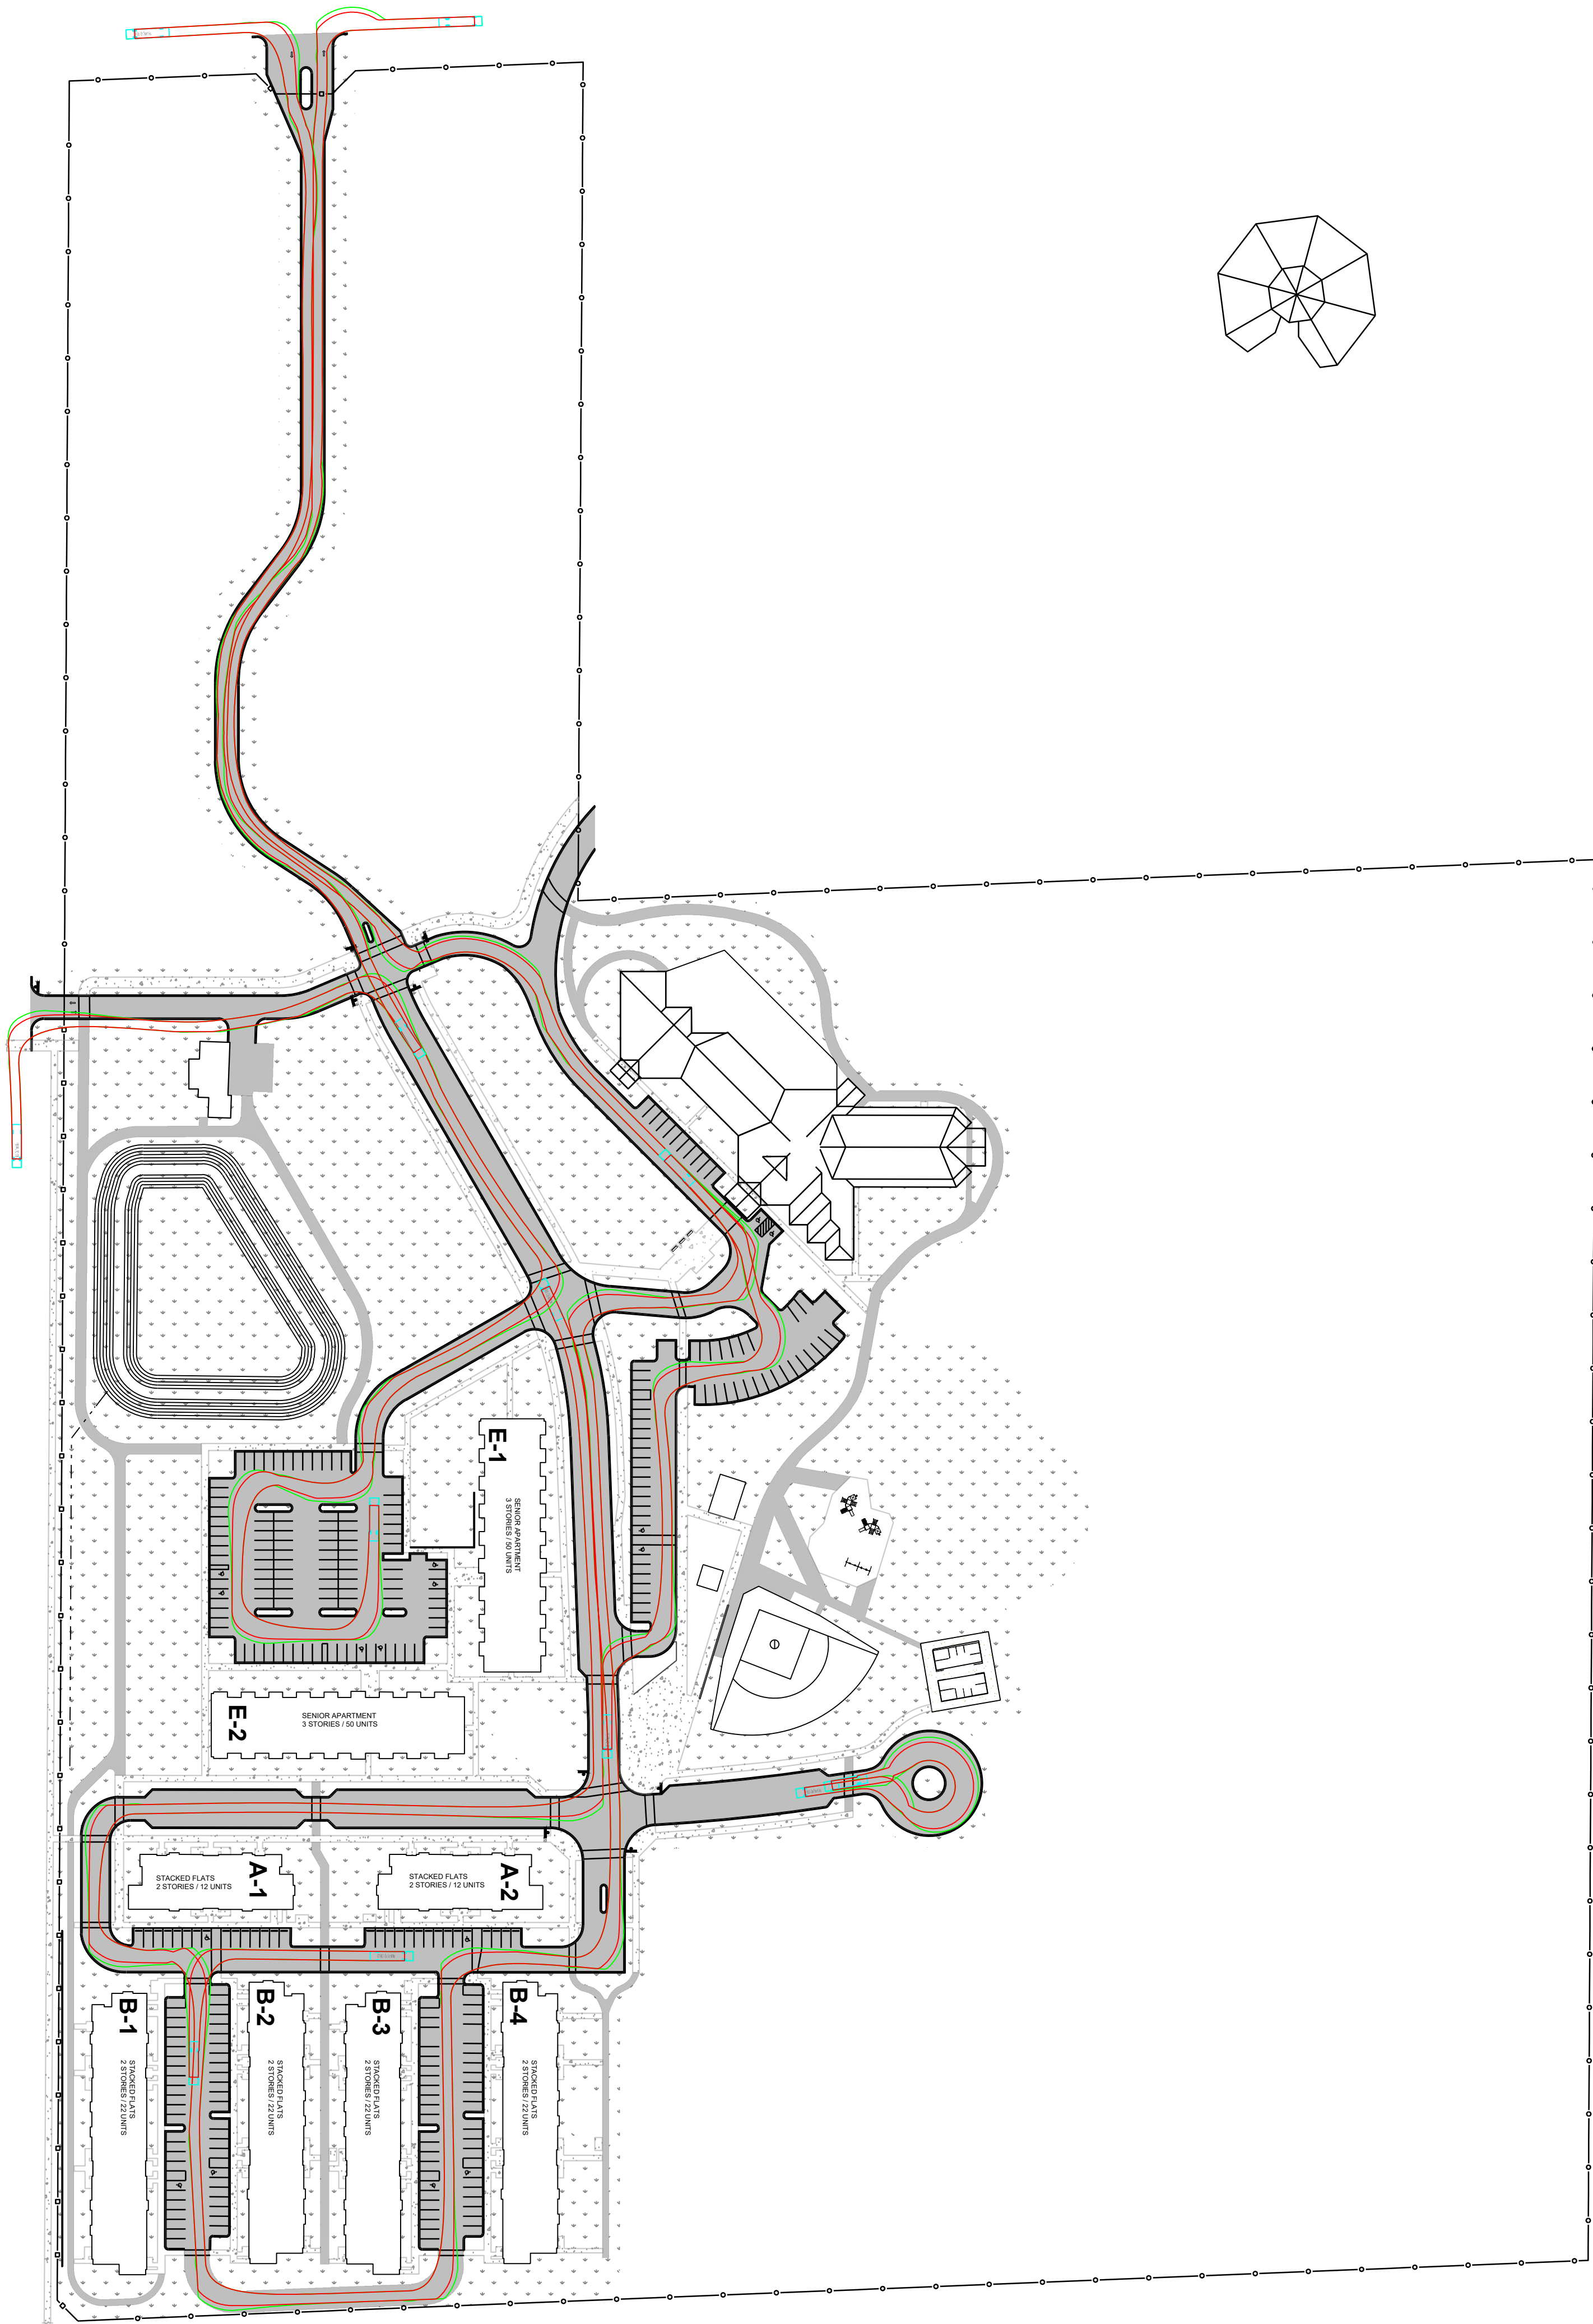 E-1
SENIOR APARTMENT
3 STORIES / 50 UNITS
E-2
SENIOR APARTMENT
3 STORIES / 50 UNITS
A-1
STACKED FLATS
2 STORIES / 12 UNITS
A-2
STACKED FLATS
2 STORIES / 12 UNITS
B-1
STACKED FLATS
2 STORIES / 22 UNITS
B-2
STACKED FLATS
2 STORIES / 22 UNITS
B-3
STACKED FLATS
2 STORIES / 22 UNITS
B-4
STACKED FLATS
2 STORIES / 22 UNITS